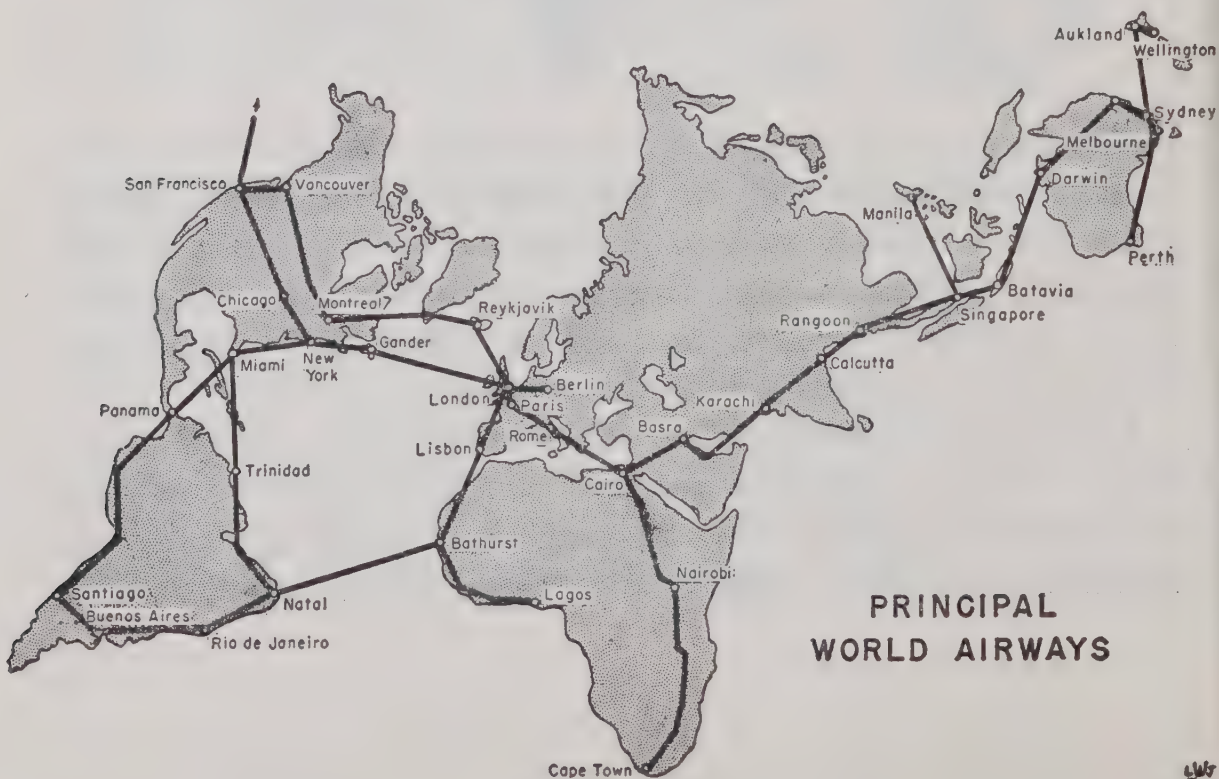 Aukland
Wellington
Sydney
Melbourne
San Francisco
Vancouver
Darwin
Manila
Perth
Chicago
Montreal
Reykjavik
Batavia
Singapore
Rangoon
Gander
New
York
Miami
Calcutta
Berlin
London
Paris
Karachi
Panama
Rome
Basra
Lisbon
Trinidad
Cairo
Bathurst
Nairobi
Santiago
Natal
Lagos
Buenos Aires
Rio de Janeiro
PRINCIPAL
WORLD AIRWAYS
Cape Town